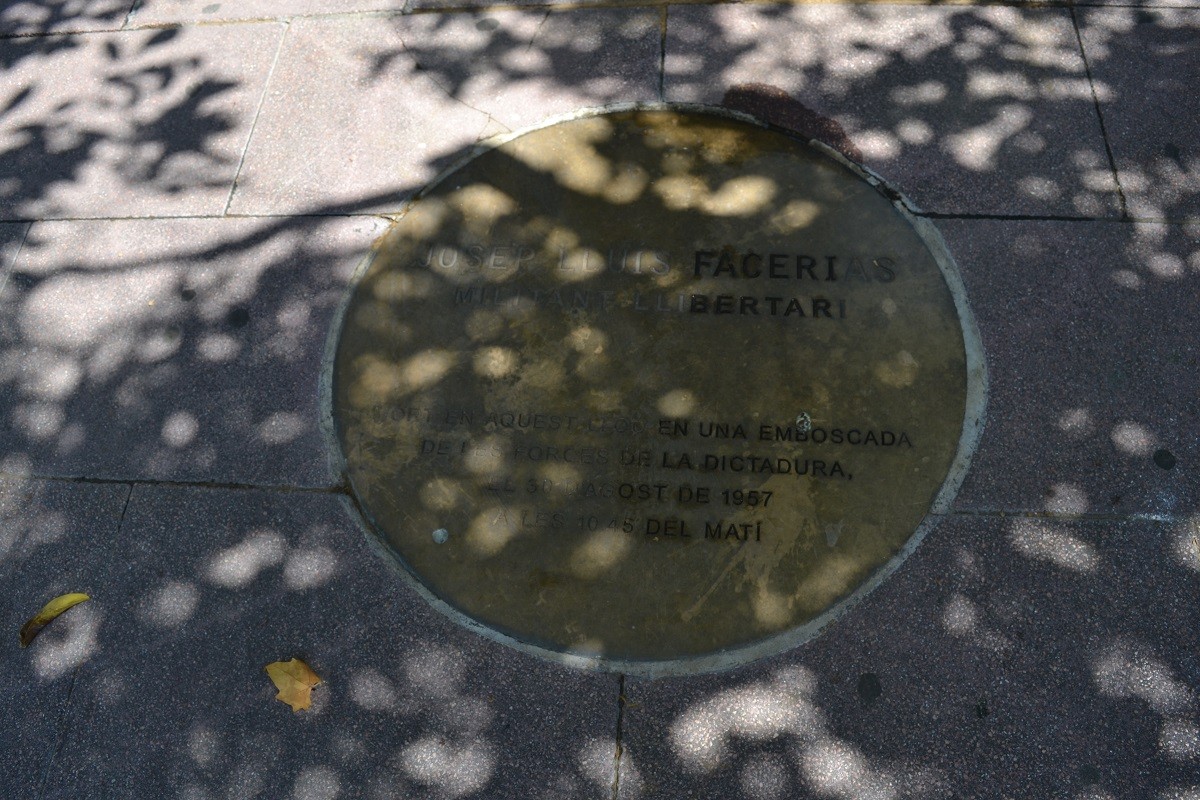 JOSEP LLUÍS FACERIAS
MILITANT LLIBERTARI
MORT EN AQUEST LLOC EN UNA EMBOSCADA
DE LES FORCES DE LA DICTADURA,
EL 30 D'AGOST DE 1957
A LES 10.45 DEL MATÍ